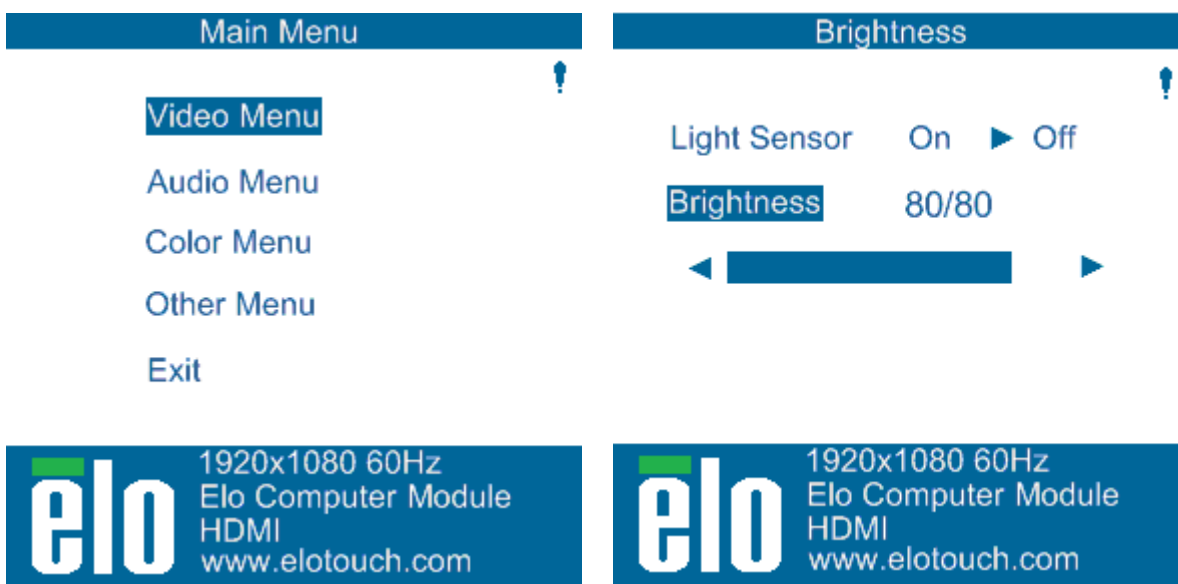 Main Menu
Video Menu
Audio Menu
Color Menu
Other Menu
Exit
elo
1920x1080 60Hz
Elo Computer Module
HDMI
www.elotouch.com
Brightness
Light Sensor On ▶ Off
Brightness 80/80
elo
1920x1080 60Hz
Elo Computer Module
HDMI
www.elotouch.com